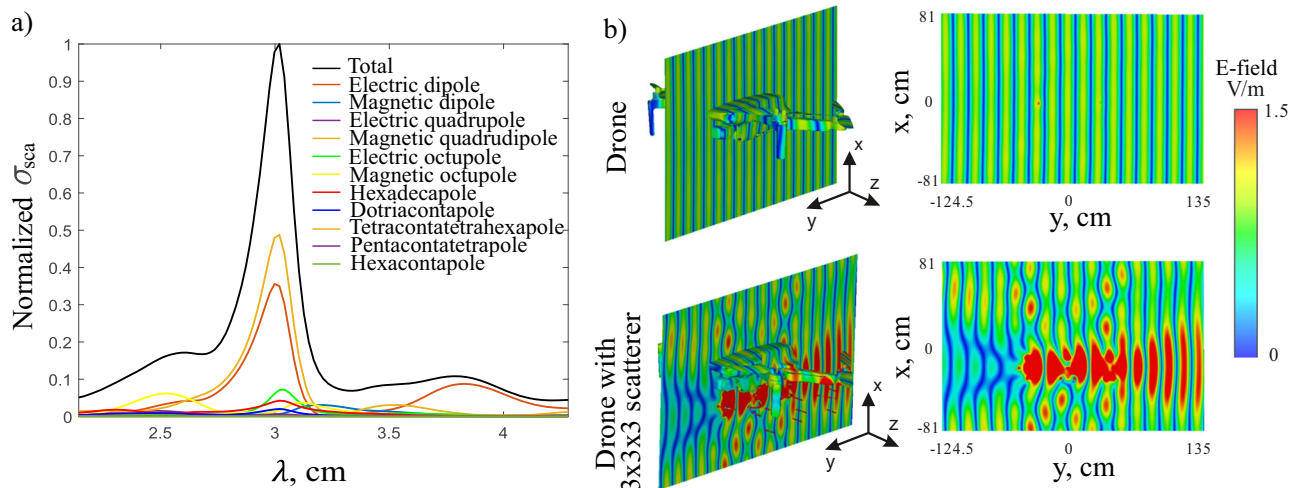 a)
Normalized σsca
1
0.9
0.8
0.7
0.6
0.5
0.4
0.3
0.2
0.1
0
2.5
3
3.5
4
λ, cm
Total
Electric dipole
Magnetic dipole
Electric quadrupole
Magnetic quadrudipole
Electric octupole
Magnetic octupole
Hexadecapole
Dotriacontapole
Tetracontatetrahexapole
Pentacontatetrapole
Hexacontapole
b)
Drone
x
z
y
x, cm
81
0
-81
-124.5
0
135
y, cm
E-field
V/m
1.5
0
Drone with
3x3x3 scatterer
x
z
y
x, cm
81
0
-81
-124.5
0
135
y, cm